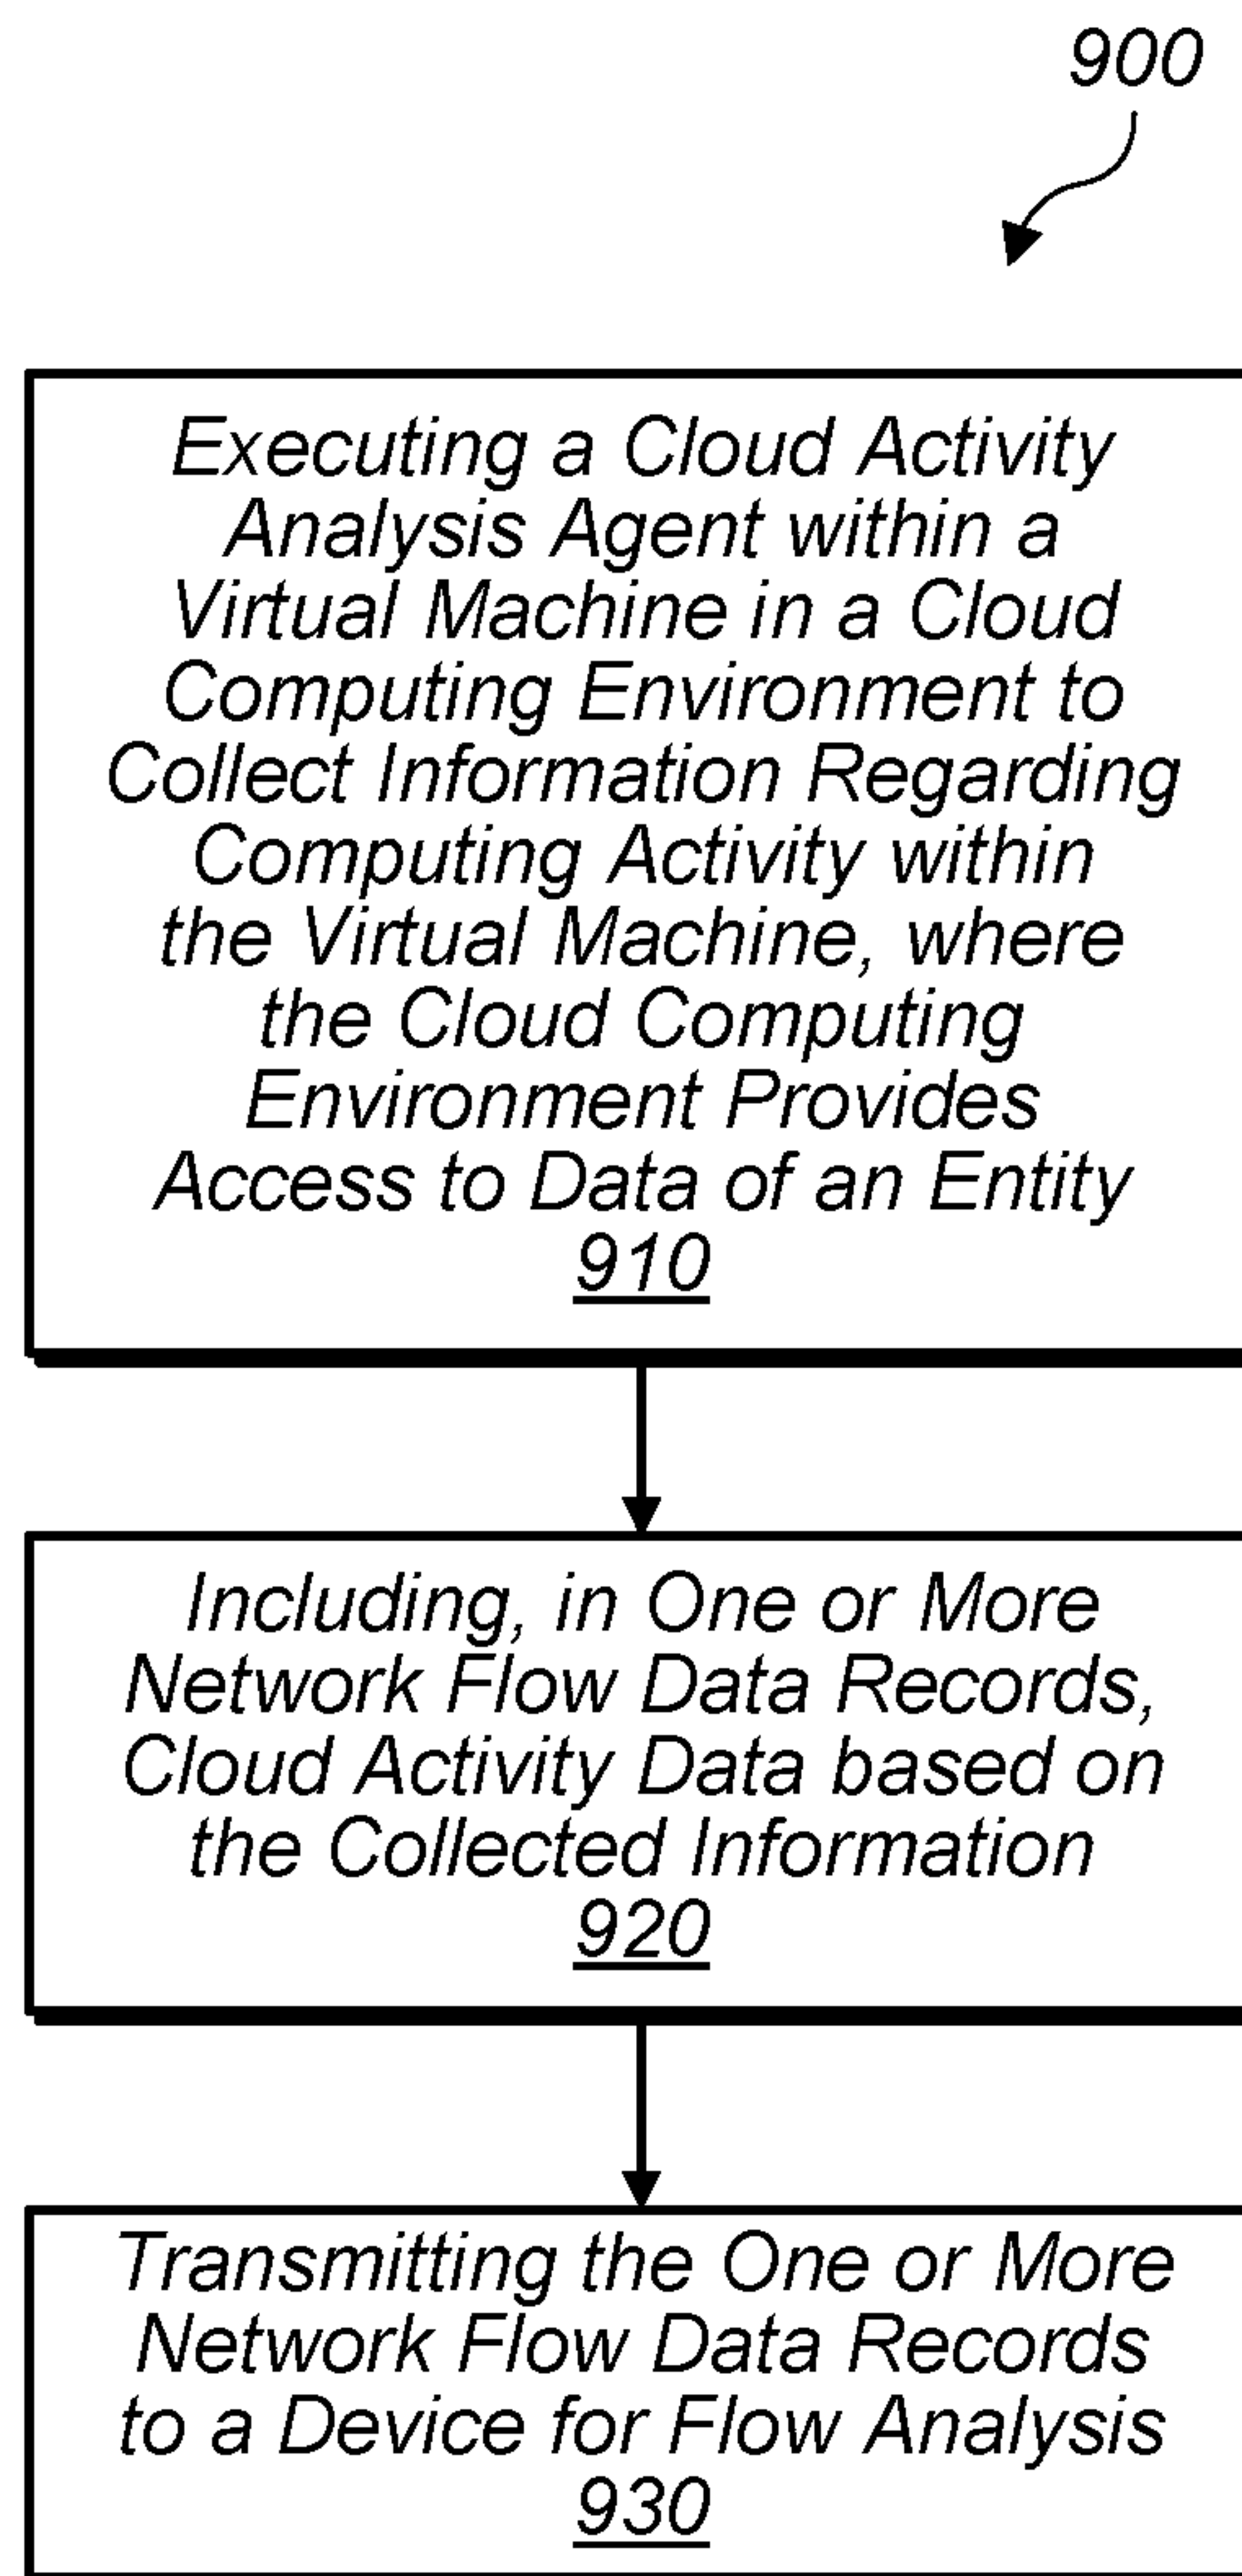 900
Executing a Cloud Activity
Analysis Agent within a
Virtual Machine in a Cloud
Computing Environment to
Collect Information Regarding
Computing Activity within
the Virtual Machine, where
the Cloud Computing
Environment Provides
Access to Data of an Entity
910
Including, in One or More
Network Flow Data Records,
Cloud Activity Data based on
the Collected Information
920
Transmitting the One or More
Network Flow Data Records
to a Device for Flow Analysis
930